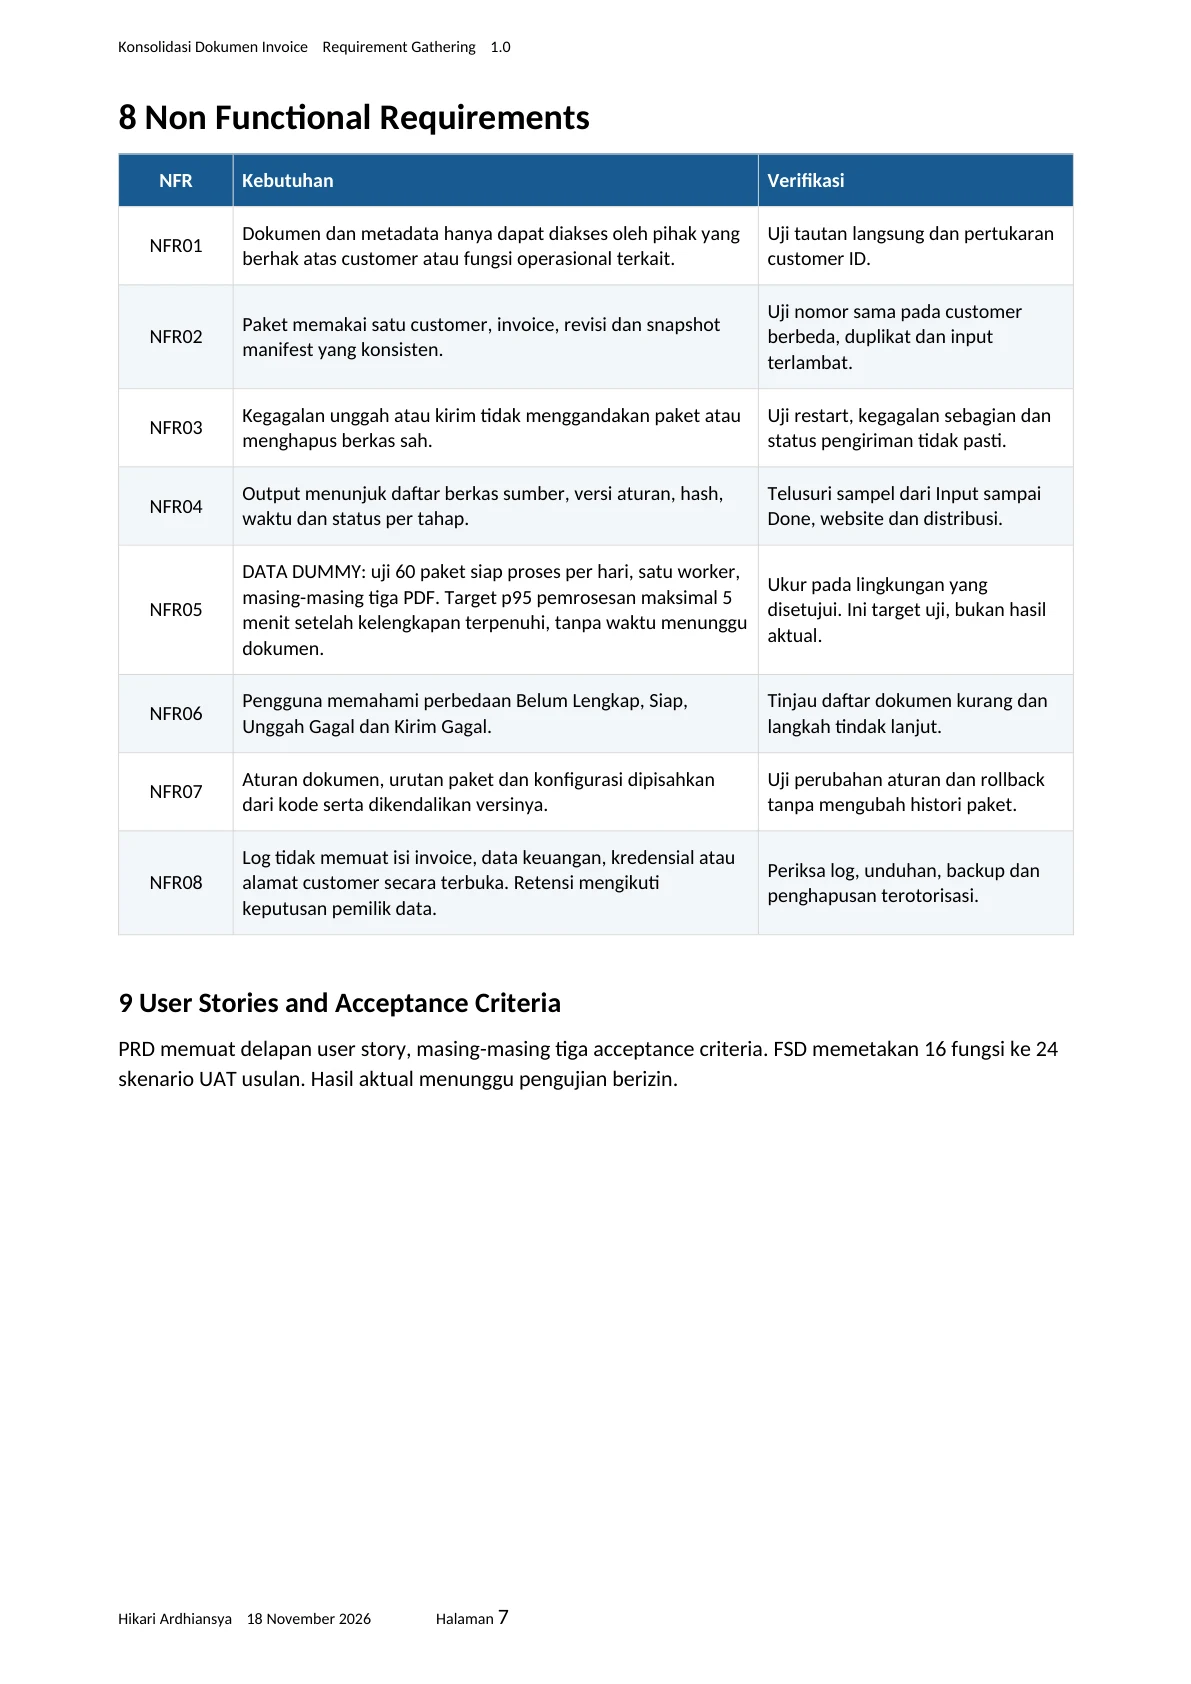 Konsolidasi Dokumen Invoice Requirement Gathering 1.0
8 Non Functional Requirements
NFR Kebutuhan Verifikasi
NFR01
Dokumen dan metadata hanya dapat diakses oleh pihak yang
berhak atas customer atau fungsi operasional terkait.
Uji tautan langsung dan pertukaran
customer ID.
NFR02
Paket memakai satu customer, invoice, revisi dan snapshot
manifest yang konsisten.
Uji nomor sama pada customer
berbeda, duplikat dan input
terlambat.
NFR03
Kegagalan unggah atau kirim tidak menggandakan paket atau
menghapus berkas sah.
Uji restart, kegagalan sebagian dan
status pengiriman tidak pasti.
NFR04
Output menunjuk daftar berkas sumber, versi aturan, hash,
waktu dan status per tahap.
Telusuri sampel dari Input sampai
Done, website dan distribusi.
NFR05
DATA DUMMY: uji 60 paket siap proses per hari, satu worker,
masing-masing tiga PDF. Target p95 pemrosesan maksimal 5
menit setelah kelengkapan terpenuhi, tanpa waktu menunggu
dokumen.
Ukur pada lingkungan yang
disetujui. Ini target uji, bukan hasil
aktual.
NFR06
Pengguna memahami perbedaan Belum Lengkap, Siap,
Unggah Gagal dan Kirim Gagal.
Tinjau daftar dokumen kurang dan
langkah tindak lanjut.
NFR07
Aturan dokumen, urutan paket dan konfigurasi dipisahkan
dari kode serta dikendalikan versinya.
Uji perubahan aturan dan rollback
tanpa mengubah histori paket.
NFR08
Log tidak memuat isi invoice, data keuangan, kredensial atau
alamat customer secara terbuka. Retensi mengikuti
keputusan pemilik data.
Periksa log, unduhan, backup dan
penghapusan terotorisasi.
9 User Stories and Acceptance Criteria
PRD memuat delapan user story, masing-masing tiga acceptance criteria. FSD memetakan 16 fungsi ke 24
skenario UAT usulan. Hasil aktual menunggu pengujian berizin.
Hikari Ardhiansya 18 November 2026 Halaman 7